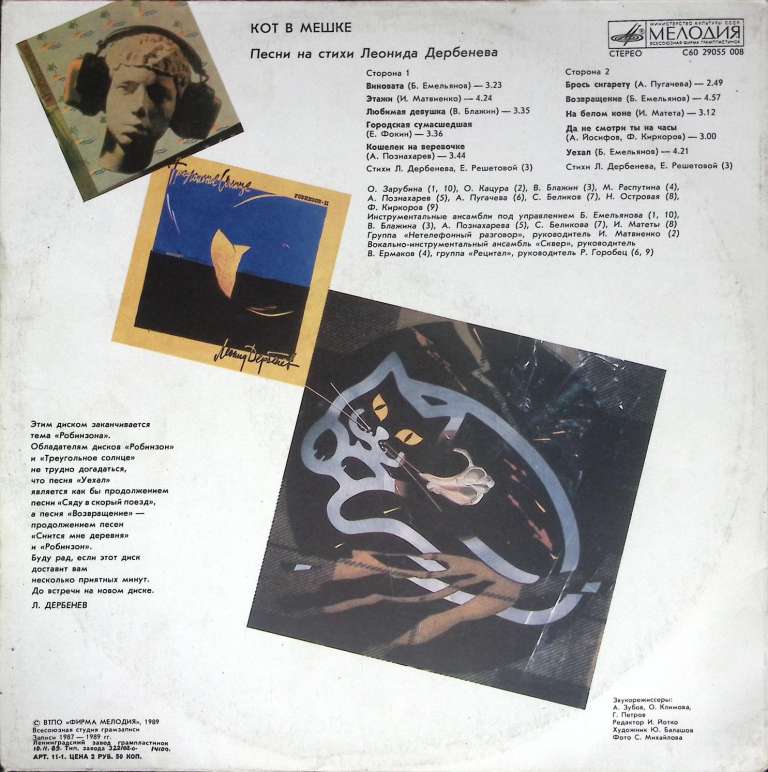 КОТ В МЕШКЕ
Песни на стихи Леонида Дербенева
МИНИСТЕРСТВО КУЛЬТУРЫ СССР
МЕЛОДИЯ
ВСЕСОЮЗНАЯ ФИРМА ГРАМПЛАСТИНОК
СТЕРЕО С60 29055 008
Сторона 1
Виновата (Б. Емельянов) — 3.23
Этажи (И. Матвиенко) — 4.24
Любимая девушка (В. Блажин) — 3.35
Городская сумасшедшая
(Е. Фокин) — 3.36
Кошелек на веревочке
(А. Познахарев) — 3.44
Стихи Л. Дербенева, Е. Решетовой (3)
Сторона 2
Брось сигарету (А. Пугачева) — 2.49
Возвращение (Б. Емельянов) — 4.57
На белом коне (И. Матета) — 3.12
Да не смотри ты на часы
(А. Йосифов, Ф. Киркоров) — 3.00
Уехал (Б. Емельянов) — 4.21
Стихи Л. Дербенева, Е. Решетовой (3)
О. Зарубина (1, 10), О. Кацура (2), В. Блажин (3), М. Распутина (4),
А. Познахарев (5), А. Пугачева (6), С. Беликов (7), Н. Островая (8),
Ф. Киркоров (9)
Инструментальные ансамбли под управлением Б. Емельянова (1, 10),
В. Блажина (3), А. Познахарева (5), С. Беликова (7), И. Матеты (8)
Группа «Нетелефонный разговор», руководитель И. Матвиенко (2)
Вокально-инструментальный ансамбль «Сквер», руководитель
В. Ермаков (4), группа «Рецитал», руководитель Р. Горобец (6, 9)
РОБИНЗОН-II
Леонид Дербенев
Этим диском заканчивается
тема «Робинзона».
Обладателям дисков «Робинзон»
и «Треугольное солнце»
не трудно догадаться,
что песня «Уехал»
является как бы продолжением
песни «Сяду в скорый поезд»,
а песня «Возвращение» —
продолжением песен
«Снится мне деревня»
и «Робинзон».
Буду рад, если этот диск
доставит вам
несколько приятных минут.
До встречи на новом диске.
Л. ДЕРБЕНЕВ
Звукорежиссеры:
А. Зубов, О. Климова,
Г. Петров
Редактор И. Йотко
Художник Ю. Балашов
Фото С. Михайлова
© ВТПО «ФИРМА МЕЛОДИЯ», 1989
Всесоюзная студия грамзаписи
Записи 1987 — 1989 гг.
Ленинградский завод грампластинок
Тип. завода
АРТ. 11-1. ЦЕНА 2 РУБ. 50 КОП.